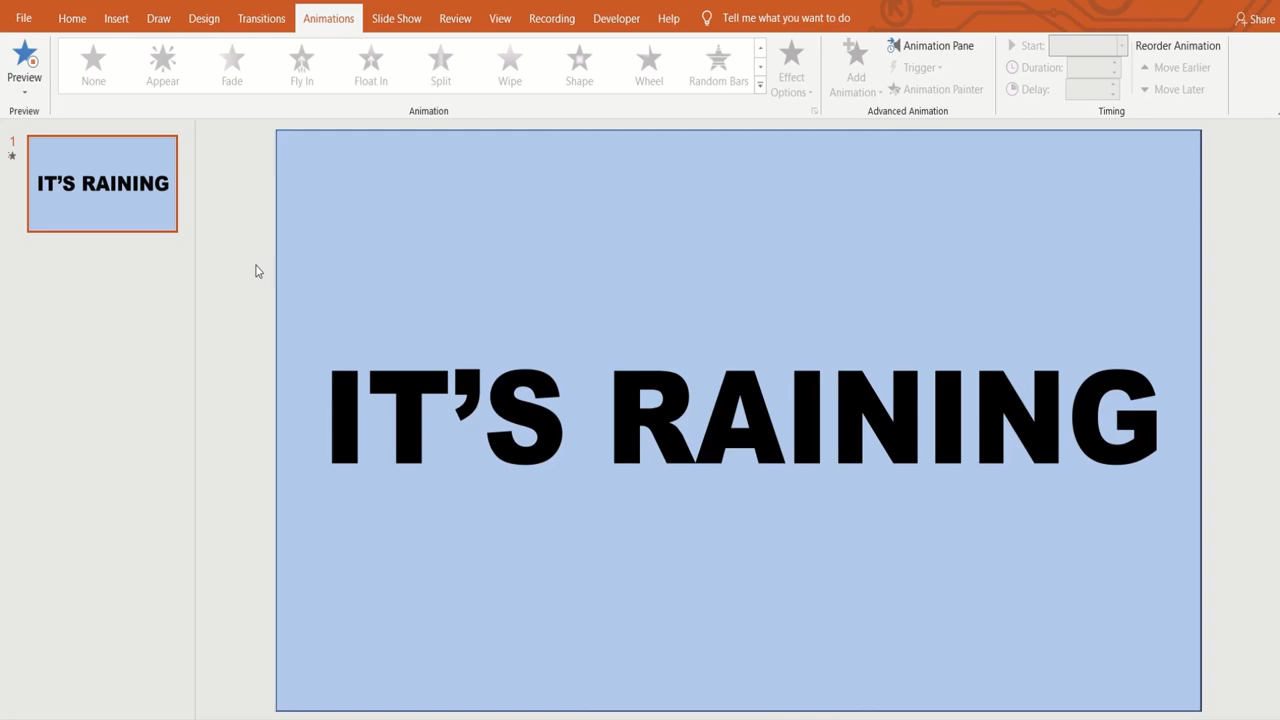 File Home Insert Draw Design Transitions Animations Slide Show Review View Recording Developer Help Tell me what you want to do Share
Preview None Appear Fade Fly In Float In Split Wipe Shape Wheel Random Bars Effect Options Add Animation Animation Pane Trigger Animation Painter Start: Duration: Delay: Reorder Animation Move Earlier Move Later
Preview Animation Advanced Animation Timing
1
IT’S RAINING
IT’S RAINING